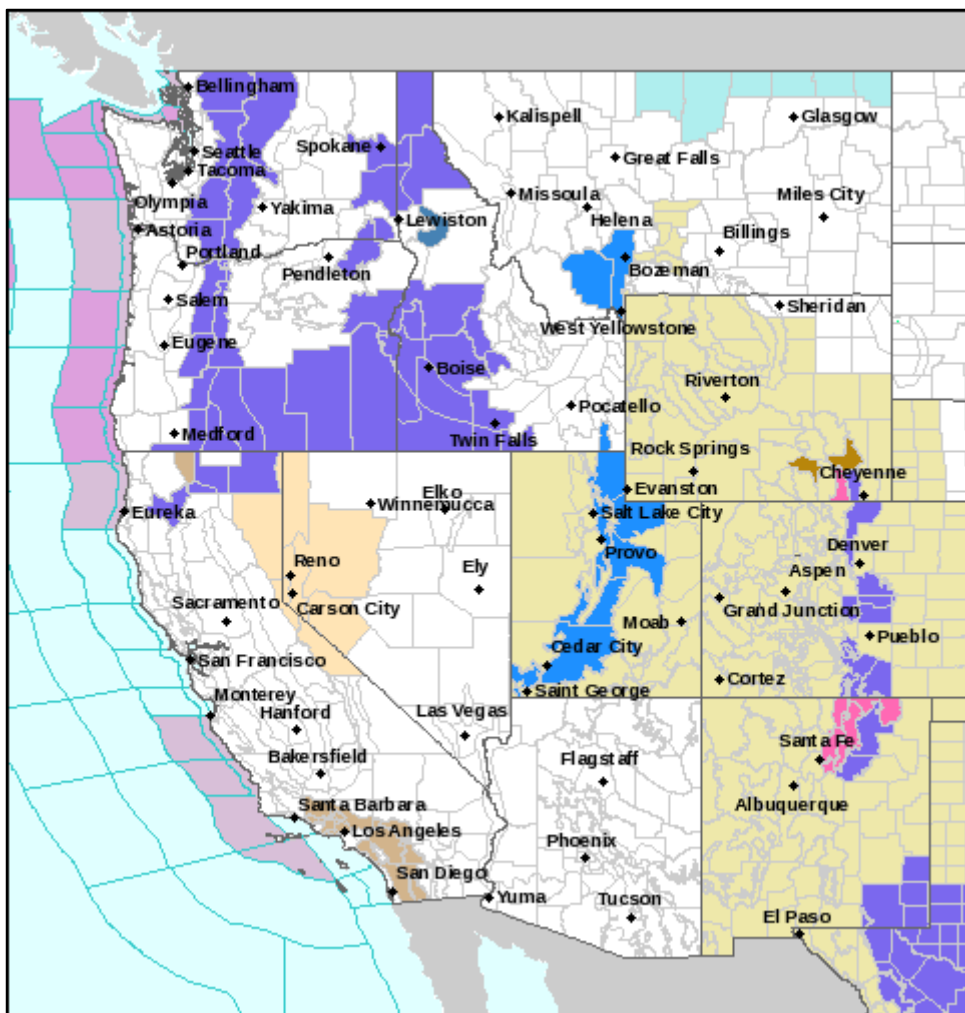 Bellingham
Kalispell
Glasgow
Spokane
Seattle
Great Falls
Tacoma
Missoula
Miles City
Olympia
Yakima
Lewiston
Helena
Astoria
Billings
Portland
Pendleton
Bozeman
Salem
Sheridan
West Yellowstone
Eugene
Boise
Riverton
Pocatello
Medford
Twin Falls
Rock Springs
Cheyenne
Elko
Evanston
Winnemucca
Eureka
Salt Lake City
Denver
Provo
Reno
Ely
Aspen
Sacramento
Carson City
Grand Junction
Moab
Pueblo
Cedar City
San Francisco
Cortez
Saint George
Monterey
Las Vegas
Hanford
Santa Fe
Bakersfield
Flagstaff
Santa Barbara
Albuquerque
Los Angeles
Phoenix
San Diego
Yuma
Tucson
El Paso